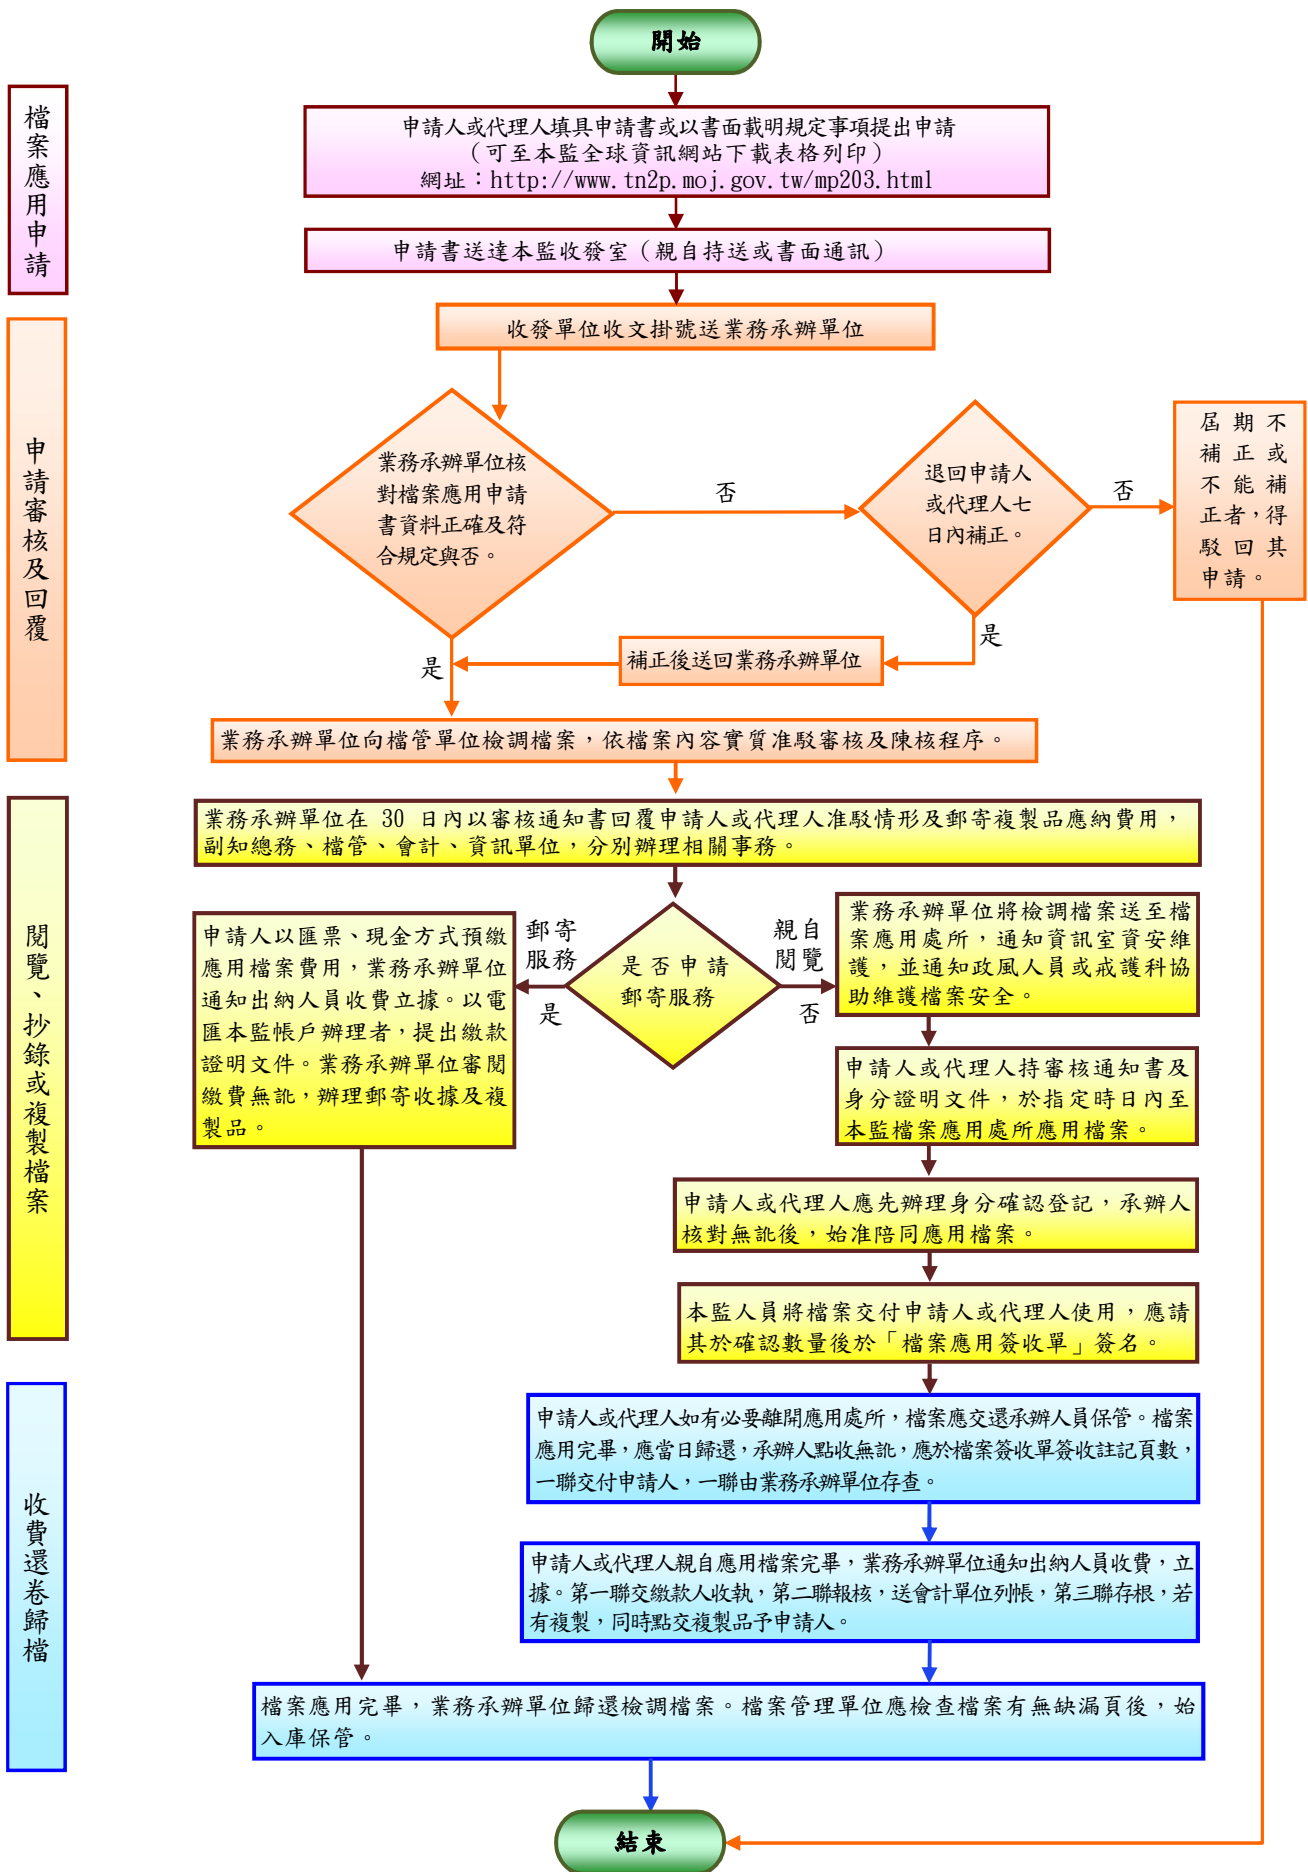 開始
檔案應用申請
申請人或代理人填具申請書或以書面載明規定事項提出申請
（可至本監全球資訊網站下載表格列印）
網址：http://www.tn2p.moj.gov.tw/mp203.html
申請書送達本監收發室（親自持送或書面通訊）
申請審核及回覆
收發單位收文掛號送業務承辦單位
業務承辦單位核
對檔案應用申請
書資料正確及符
合規定與否。
否
退回申請人
或代理人七
日內補正。
否
屆期不
補正或
不能補
正者，得
駁回其
申請。
是
補正後送回業務承辦單位
是
業務承辦單位向檔管單位檢調檔案，依檔案內容實質准駁審核及陳核程序。
閱覽、抄錄或複製檔案
業務承辦單位在 30 日內以審核通知書回覆申請人或代理人准駁情形及郵寄複製品應納費用，
副知總務、檔管、會計、資訊單位，分別辦理相關事務。
是否申請
郵寄服務
郵寄
服務
是
申請人以匯票、現金方式預繳
應用檔案費用，業務承辦單位
通知出納人員收費立據。以電
匯本監帳戶辦理者，提出繳款
證明文件。業務承辦單位審閱
繳費無訛，辦理郵寄收據及複
製品。
親自
閱覽
否
業務承辦單位將檢調檔案送至檔
案應用處所，通知資訊室資安維
護，並通知政風人員或戒護科協
助維護檔案安全。
申請人或代理人持審核通知書及
身分證明文件，於指定時日內至
本監檔案應用處所應用檔案。
申請人或代理人應先辦理身分確認登記，承辦人
核對無訛後，始准陪同應用檔案。
本監人員將檔案交付申請人或代理人使用，應請
其於確認數量後於「檔案應用簽收單」簽名。
收費還卷歸檔
申請人或代理人如有必要離開應用處所，檔案應交還承辦人員保管。檔案
應用完畢，應當日歸還，承辦人點收無訛，應於檔案簽收單簽收註記頁數，
一聯交付申請人，一聯由業務承辦單位存查。
申請人或代理人親自應用檔案完畢，業務承辦單位通知出納人員收費，立
據。第一聯交繳款人收執，第二聯報核，送會計單位列帳，第三聯存根，若
有複製，同時點交複製品予申請人。
檔案應用完畢，業務承辦單位歸還檢調檔案。檔案管理單位應檢查檔案有無缺漏頁後，始
入庫保管。
結束